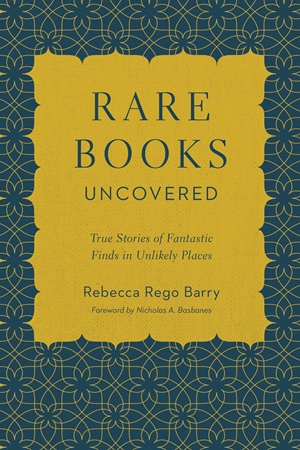 RARE
BOOKS
UNCOVERED
True Stories of Fantastic
Finds in Unlikely Places
Rebecca Rego Barry
Foreword by Nicholas A. Basbanes